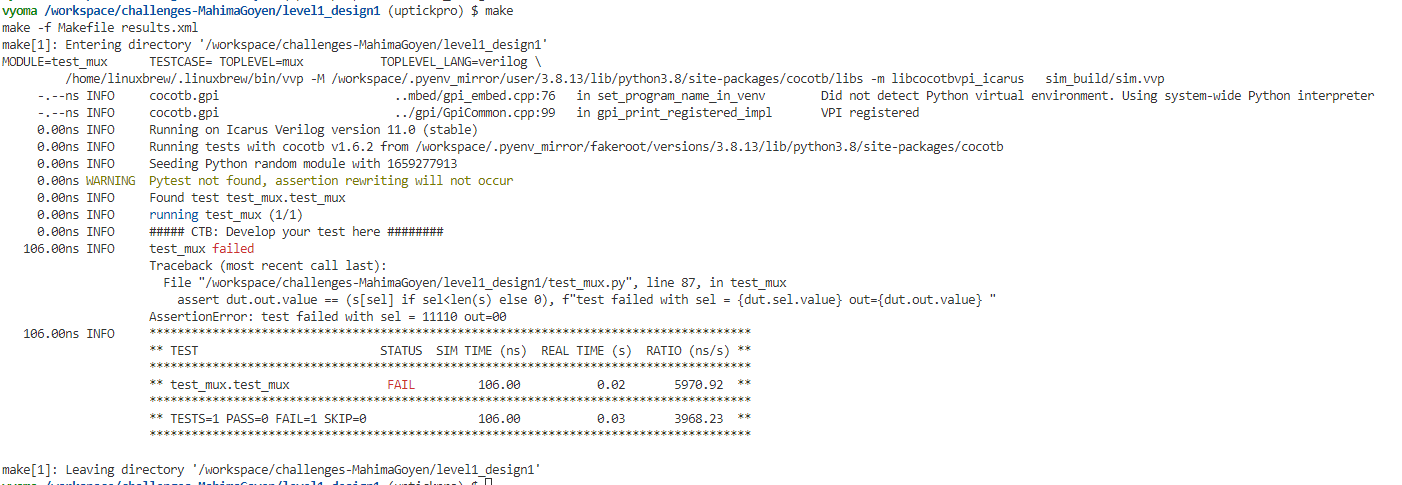 vyoma /workspace/challenges-MahimaGoyen/level1_design1 (uptickpro) $ make
make -f Makefile results.xml
make[1]: Entering directory '/workspace/challenges-MahimaGoyen/level1_design1'
MODULE=test_mux TESTCASE= TOPLEVEL=mux TOPLEVEL_LANG=verilog \
/home/linuxbrew/.linuxbrew/bin/vvp -M /workspace/.pyenv_mirror/user/3.8.13/lib/python3.8/site-packages/cocotb/libs -m libcocotbvpi_icarus sim_build/sim.vvp
-.--ns INFO cocotb.gpi ..mbed/gpi_embed.cpp:76 in set_program_name_in_venv Did not detect Python virtual environment. Using system-wide Python interpreter
-.--ns INFO cocotb.gpi ../gpi/GpiCommon.cpp:99 in gpi_print_registered_impl VPI registered
0.00ns INFO Running on Icarus Verilog version 11.0 (stable)
0.00ns INFO Running tests with cocotb v1.6.2 from /workspace/.pyenv_mirror/fakeroot/versions/3.8.13/lib/python3.8/site-packages/cocotb
0.00ns INFO Seeding Python random module with 1659277913
0.00ns WARNING Pytest not found, assertion rewriting will not occur
0.00ns INFO Found test test_mux.test_mux
0.00ns INFO running test_mux (1/1)
0.00ns INFO ##### CTB: Develop your test here ########
106.00ns INFO test_mux failed
Traceback (most recent call last):
File "/workspace/challenges-MahimaGoyen/level1_design1/test_mux.py", line 87, in test_mux
assert dut.out.value == (s[sel] if sel<len(s) else 0), f"test failed with sel = {dut.sel.value} out={dut.out.value} "
AssertionError: test failed with sel = 11110 out=00
106.00ns INFO *************************************************************************************
** TEST STATUS SIM TIME (ns) REAL TIME (s) RATIO (ns/s) **
*************************************************************************************
** test_mux.test_mux FAIL 106.00 0.02 5970.92 **
*************************************************************************************
** TESTS=1 PASS=0 FAIL=1 SKIP=0 106.00 0.03 3968.23 **
*************************************************************************************
make[1]: Leaving directory '/workspace/challenges-MahimaGoyen/level1_design1'
vyoma /workspace/challenges-MahimaGoyen/level1_design1 (uptickpro) $